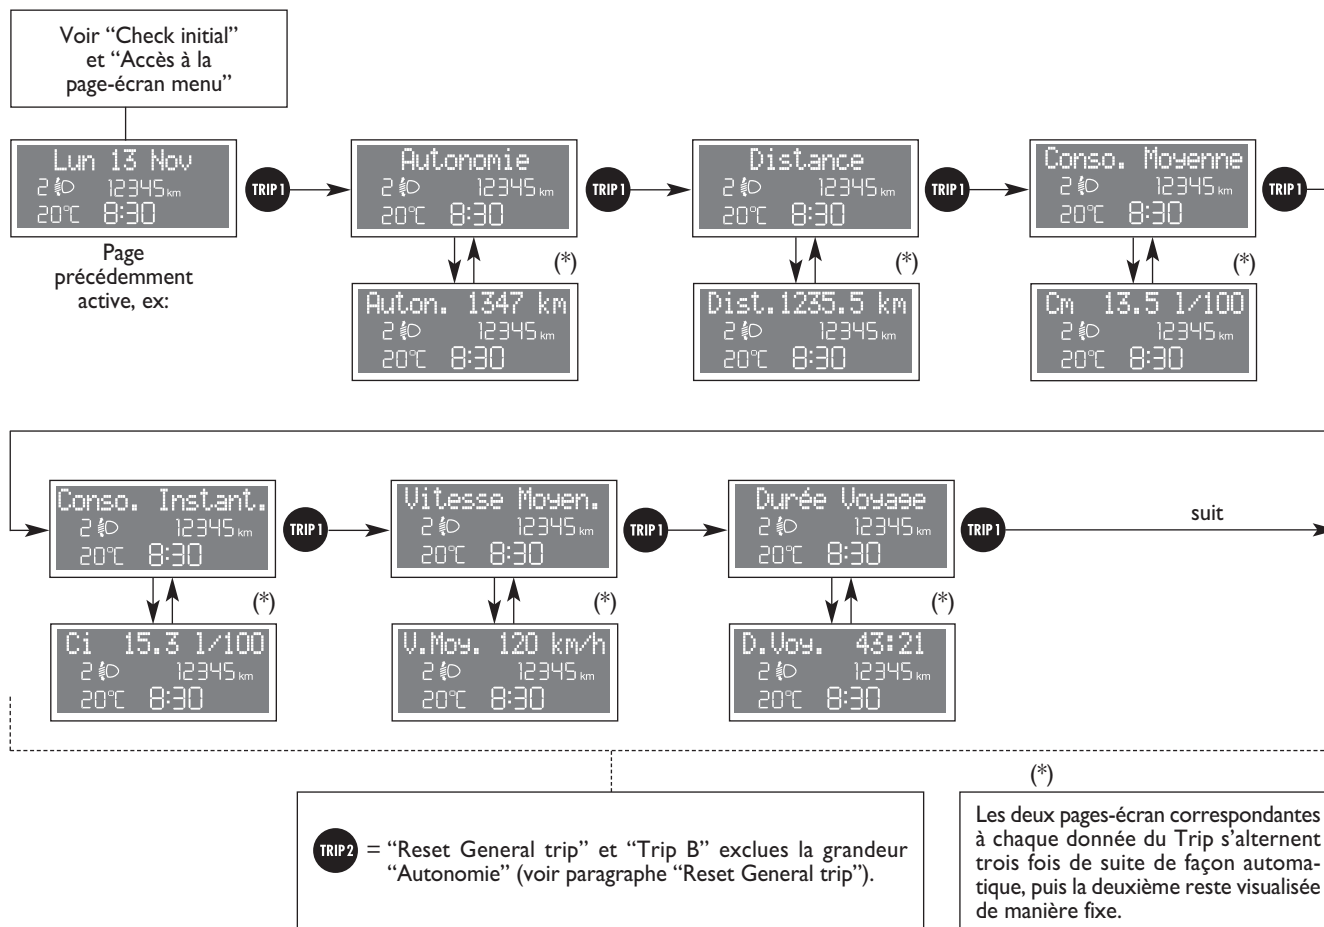 Voir “Check initial”
et “Accès à la
page-écran menu”
Lun 13 Nov
2 12345 km
20°C 8:30
Page
précédemment
active, ex:
TRIP 1
Autonomie
2 12345 km
20°C 8:30
(*)
Auton. 1347 km
2 12345 km
20°C 8:30
TRIP 1
Distance
2 12345 km
20°C 8:30
(*)
Dist.1235.5 km
2 12345 km
20°C 8:30
TRIP 1
Conso. Moyenne
2 12345 km
20°C 8:30
(*)
Cm 13.5 l/100
2 12345 km
20°C 8:30
TRIP 1
Conso. Instant.
2 12345 km
20°C 8:30
(*)
Ci 15.3 l/100
2 12345 km
20°C 8:30
TRIP 1
Vitesse Moyen.
2 12345 km
20°C 8:30
(*)
V.Moy. 120 km/h
2 12345 km
20°C 8:30
TRIP 1
Durée Voyage
2 12345 km
20°C 8:30
(*)
D.Voy. 43:21
2 12345 km
20°C 8:30
TRIP 1
suit
TRIP 2 = “Reset General trip” et “Trip B” exclues la grandeur
“Autonomie” (voir paragraphe “Reset General trip”).
(*)
Les deux pages-écran correspondantes
à chaque donnée du Trip s’alternent
trois fois de suite de façon automa-
tique, puis la deuxième reste visualisée
de manière fixe.